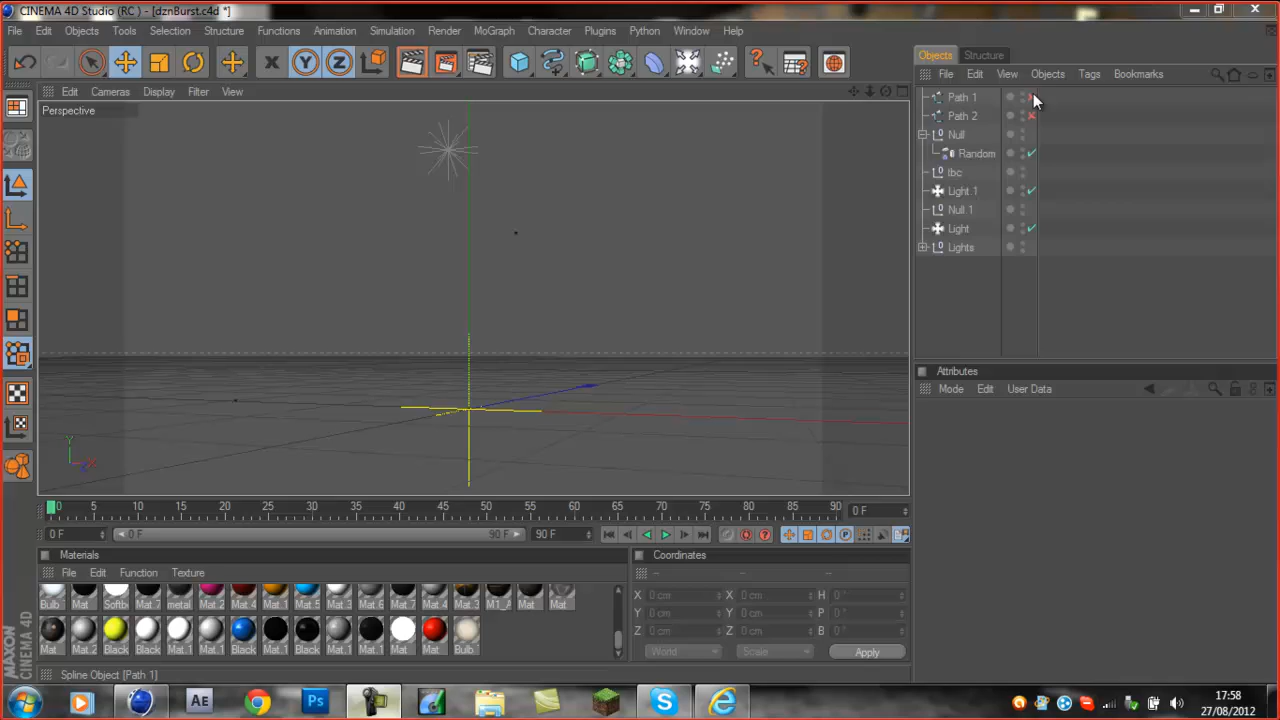 CINEMA 4D Studio (RC ) - [dznBurst.c4d *]
File Edit Objects Tools Selection Structure Functions Animation Simulation Render MoGraph Character Plugins Python Window Help
Objects Structure
File Edit View Objects Tags Bookmarks
Edit Cameras Display Filter View
Perspective
Path 1
Path 2
Null
Random
lbc
Light.1
Null 1
Light
Lights
Attributes
Mode Edit User Data
Y
X
Z
0 5 10 15 20 25 30 35 40 45 50 55 60 65 70 75 80 85 90 0 F
0 F 0 F 90 F 90 F
Materials
File Edit Function Texture
Bulb Mat Softb Mat.7 metal Mat.2 Mat.4 Mat.1 Mat.5 Mat.3 Mat.6 Mat.7 Mat.4 Mat.3 M1_A Mat Mat
Mat Mat Black Black Mat.1 Mat.1 Black Mat.1 Black Mat.1 Mat.1 Mat Mat Bulb
Coordinates
-- -- --
X 0 cm X 0 cm H 0 °
Y 0 cm Y 0 cm P 0 °
Z 0 cm Z 0 cm B 0 °
World Scale Apply
MAXON
CINEMA 4D
Spline Object [Path 1]
Ae
Ps
17:58
27/08/2012